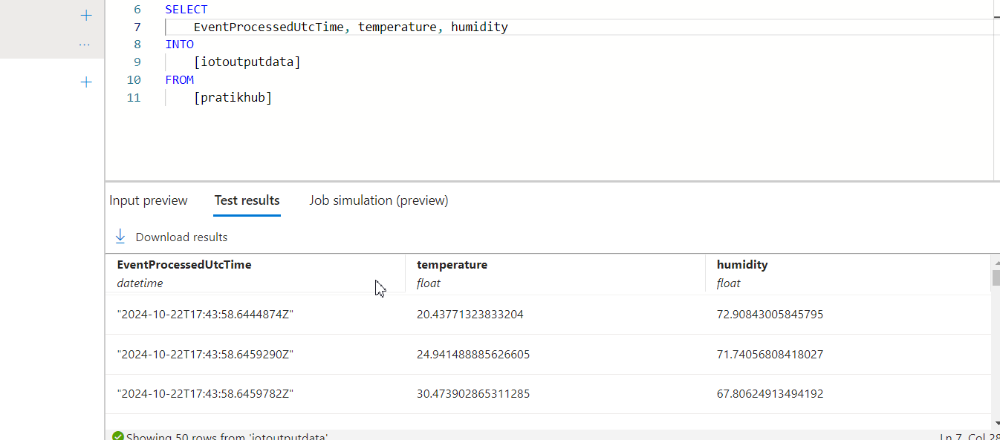 6 SELECT
7 EventProcessedUtcTime, temperature, humidity
8 INTO
9 [iotoutputdata]
10 FROM
11 [pratikhub]
Input preview Test results Job simulation (preview)
Download results
EventProcessedUtcTime temperature humidity
datetime float float
"2024-10-22T17:43:58.6444874Z" 20.43771323833204 72.90843005845795
"2024-10-22T17:43:58.6459290Z" 24.941488885626605 71.74056808418027
"2024-10-22T17:43:58.6459782Z" 30.473902865311285 67.80624913494192
Showing 50 rows from 'iotoutputdata'. Ln 7, Col 28